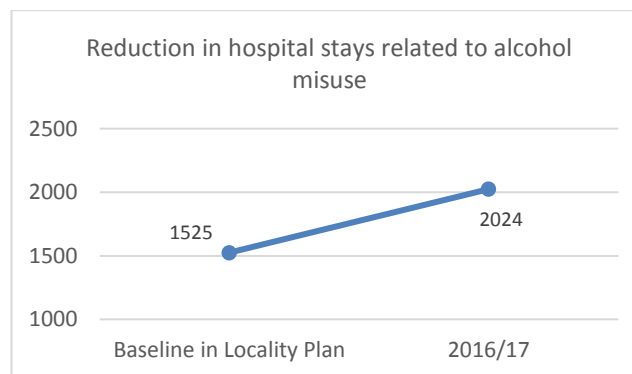 Reduction in hospital stays related to alcohol
misuse
2500
2000
1500
1000
1525
2024
Baseline in Locality Plan
2016/17